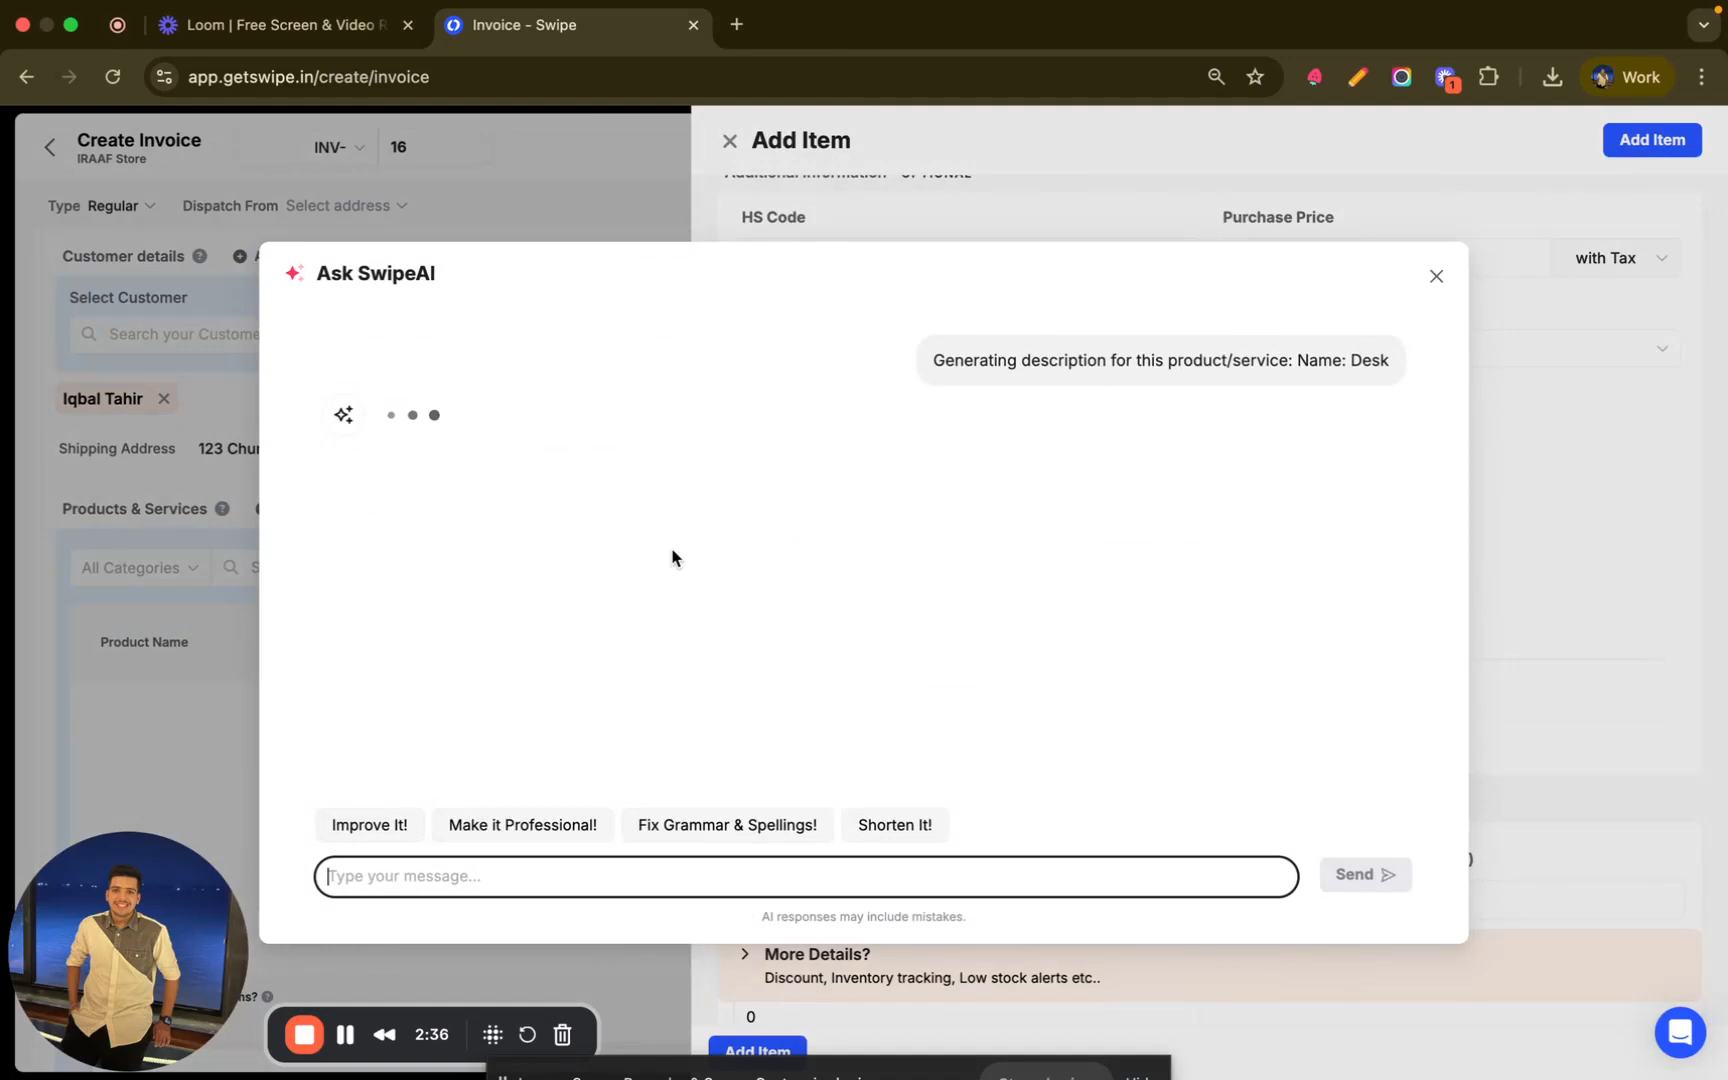 Loom | Free Screen & Video R
Invoice - Swipe
app.getswipe.in/create/invoice
1
Work
Create Invoice
IRAAF Store
INV-
16
Add Item
Add Item
Type Regular
Dispatch From Select address
HS Code
Purchase Price
with Tax
Customer details
Select Customer
Search your Custome
Iqbal Tahir
Shipping Address
123 Chu
Products & Services
All Categories
S
Product Name
Ask SwipeAI
Generating description for this product/service: Name: Desk
Improve It!
Make it Professional!
Fix Grammar & Spellings!
Shorten It!
Type your message...
Send
AI responses may include mistakes.
More Details?
Discount, Inventory tracking, Low stock alerts etc..
0
Add Item
2:36